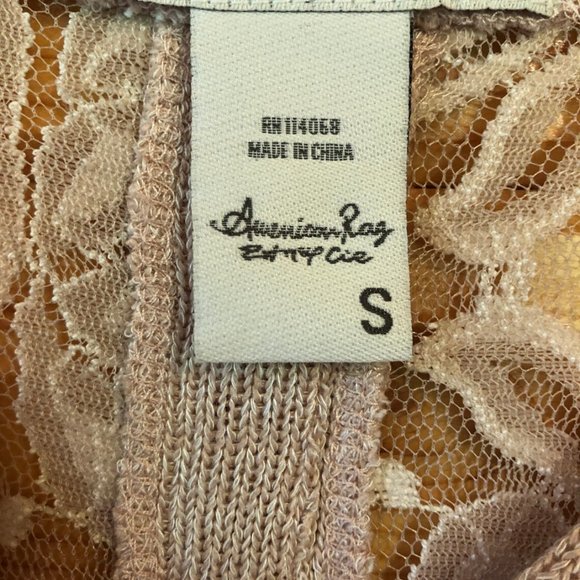 RN 114068
MADE IN CHINA
American Rag
Cie
S